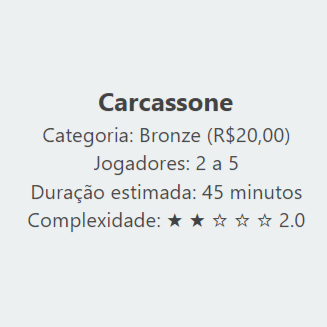 Carcassone
Categoria: Bronze (R$20,00)
Jogadores: 2 a 5
Duração estimada: 45 minutos
Complexidade: ★ ★ ☆ ☆ ☆ 2.0